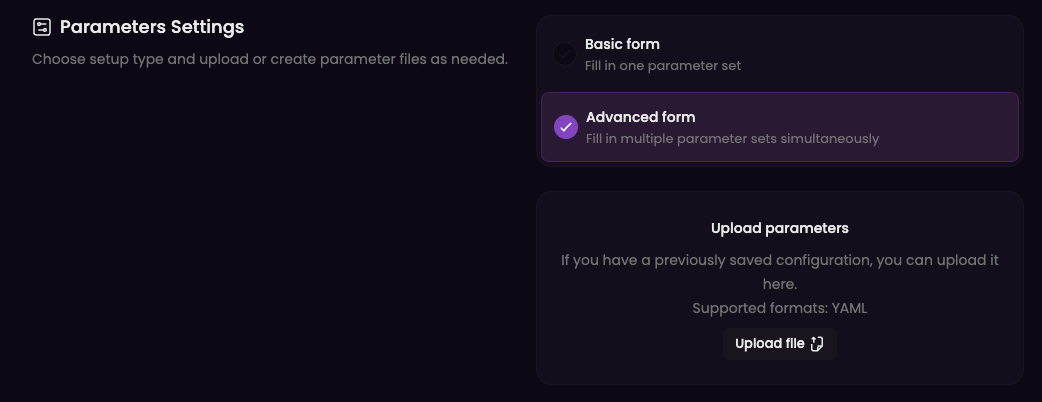 Parameters Settings
Choose setup type and upload or create parameter files as needed.
Basic form
Fill in one parameter set
Advanced form
Fill in multiple parameter sets simultaneously
Upload parameters
If you have a previously saved configuration, you can upload it
here.
Supported formats: YAML
Upload file